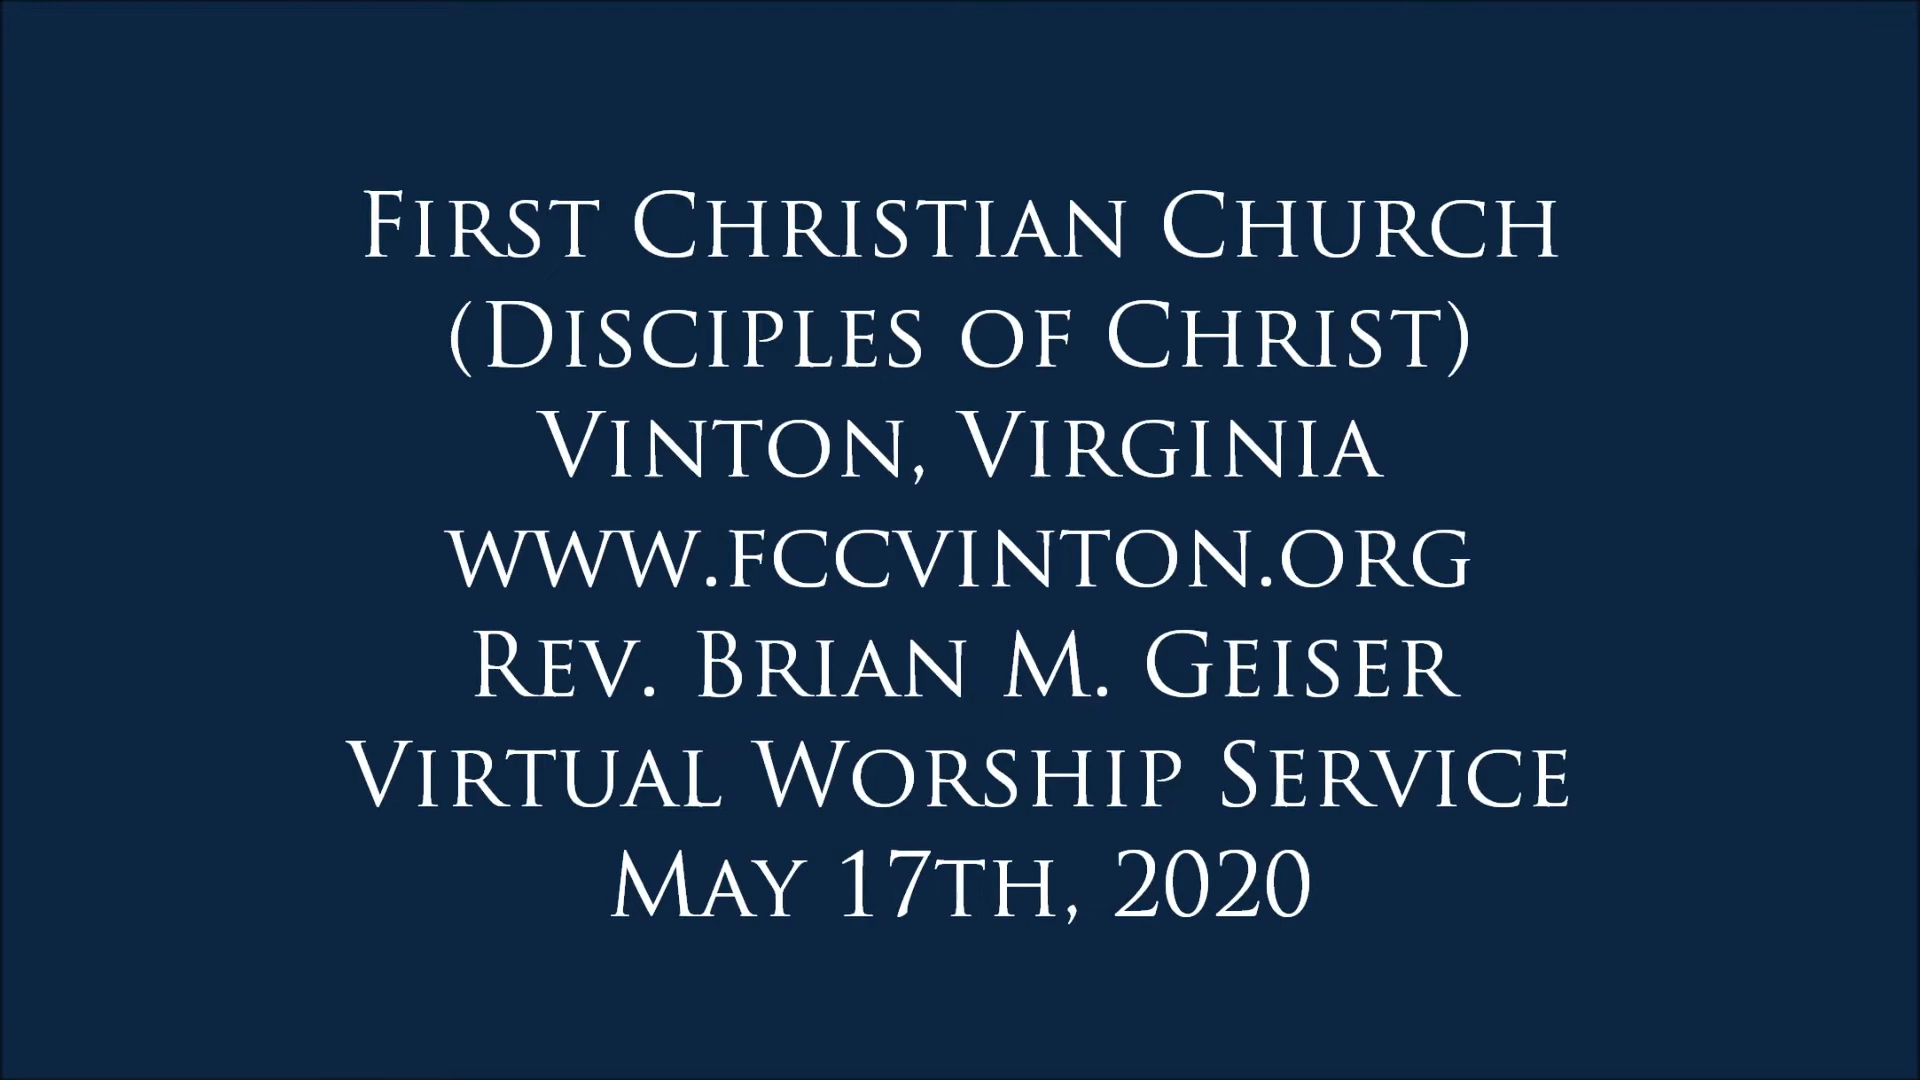 First Christian Church
(Disciples of Christ)
Vinton, Virginia
www.fccvinton.org
Rev. Brian M. Geiser
Virtual Worship Service
May 17th, 2020